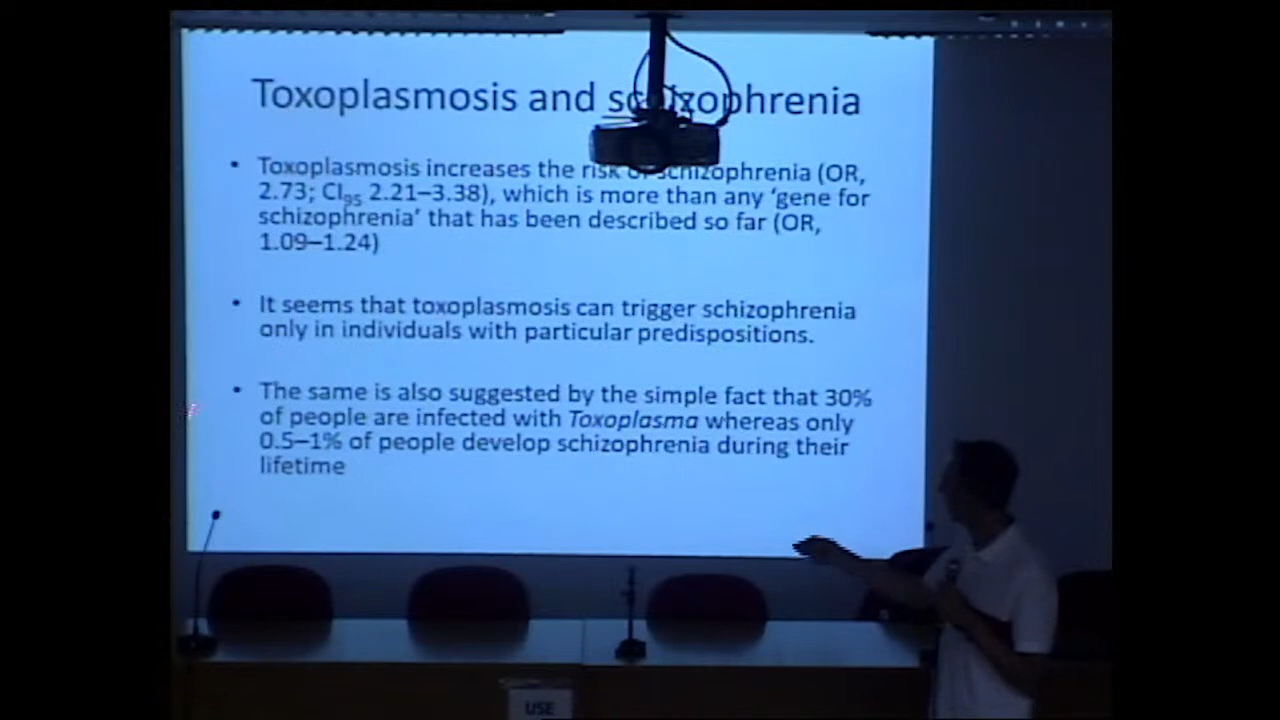 Toxoplasmosis and schizophrenia
• Toxoplasmosis increases the risk of schizophrenia (OR,
2.73; CI95 2.21–3.38), which is more than any ‘gene for
schizophrenia’ that has been described so far (OR,
1.09–1.24)
• It seems that toxoplasmosis can trigger schizophrenia
only in individuals with particular predispositions.
• The same is also suggested by the simple fact that 30%
of people are infected with Toxoplasma whereas only
0.5–1% of people develop schizophrenia during their
lifetime
USE